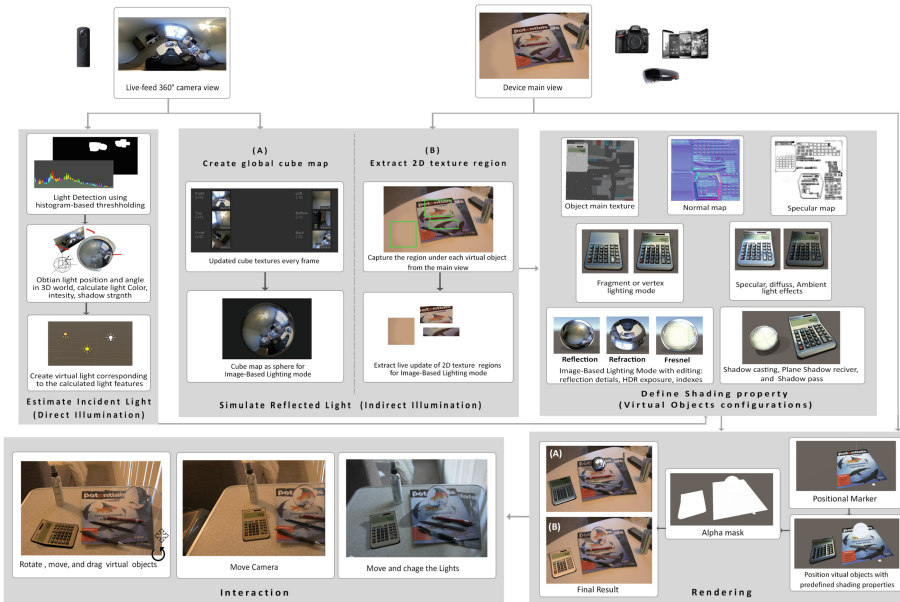 Live-feed 360° camera view
Device main view
Light Detection using
histogram-based threshholding
Obtian light position and angle
in 3D world, calculate light Color,
intesity, shadow strgnth
Create virtual light corresponding
to the calculated light features
Estimate Incident Light
(Direct Illumination)
(A)
Create global cube map
Updated cube textures every frame
Cube map as sphere for
Image-Based Lighting mode
(B)
Extract 2D texture region
Capture the region under each virtual object
from the main view
Extract live update of 2D texture regions
for Image-Based Lighting mode
Simulate Reflected Light (Indirect Illumination)
Object main texture
Normal map
Specular map
Fragment or vertex
lighting mode
Specular, diffuss, Ambient
light effects
Reflection
Refraction
Fresnel
Image-Based Lighting Mode with editing:
reflection detials, HDR exposure, indexes
Shadow casting, Plane Shadow reciver,
and Shadow pass
Define Shading property
(Virtual Objects configurations)
potentials
Rotate , move, and drag virtual objects
Move Camera
Move and chage the Lights
Interaction
(A)
(B)
Final Result
Alpha mask
Positional Marker
Position vitual objects with
predefined shading properties
Rendering